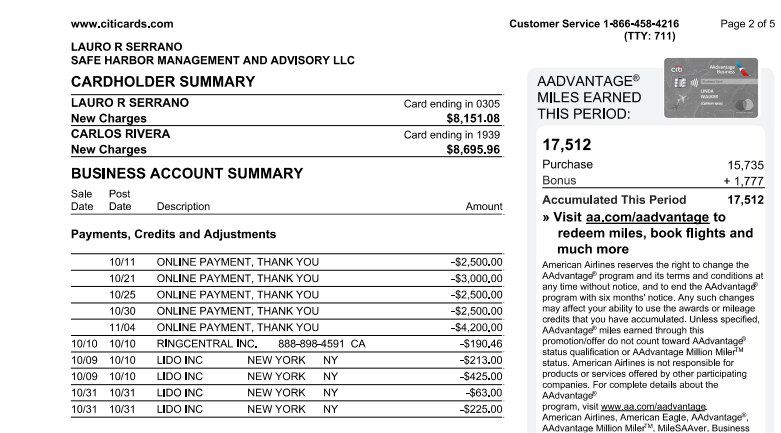 www.citicards.com
Customer Service 1-866-458-4216
(TTY: 711)
Page 2 of 5
LAURO R SERRANO
SAFE HARBOR MANAGEMENT AND ADVISORY LLC
CARDHOLDER SUMMARY
LAURO R SERRANO Card ending in 0305
New Charges $8,151.08
CARLOS RIVERA Card ending in 1939
New Charges $8,695.96
BUSINESS ACCOUNT SUMMARY
Sale Post
Date Date Description Amount
Payments, Credits and Adjustments
10/11 ONLINE PAYMENT, THANK YOU -$2,500.00
10/21 ONLINE PAYMENT, THANK YOU -$3,000.00
10/25 ONLINE PAYMENT, THANK YOU -$2,500.00
10/30 ONLINE PAYMENT, THANK YOU -$2,500.00
11/04 ONLINE PAYMENT, THANK YOU -$4,200.00
10/10 10/10 RINGCENTRAL INC. 888-898-4591 CA -$190.46
10/09 10/10 LIDO INC NEW YORK NY -$213.00
10/09 10/10 LIDO INC NEW YORK NY -$425.00
10/31 10/31 LIDO INC NEW YORK NY -$63.00
10/31 10/31 LIDO INC NEW YORK NY -$225.00
AADVANTAGE®
MILES EARNED
THIS PERIOD:
citi
AAdvantage
Business
LINDA
WALKER
17,512
Purchase 15,735
Bonus + 1,777
Accumulated This Period 17,512
» Visit aa.com/aadvantage to
redeem miles, book flights and
much more
American Airlines reserves the right to change the
AAdvantage® program and its terms and conditions at
any time without notice, and to end the AAdvantage®
program with six months' notice. Any such changes
may affect your ability to use the awards or mileage
credits that you have accumulated. Unless specified,
AAdvantage® miles earned through this
promotion/offer do not count toward AAdvantage®
status qualification or AAdvantage Million Miler™
status. American Airlines is not responsible for
products or services offered by other participating
companies. For complete details about the
AAdvantage®
program, visit www.aa.com/aadvantage.
American Airlines, American Eagle, AAdvantage®,
AAdvantage Million Miler™, MileSAAver, Business